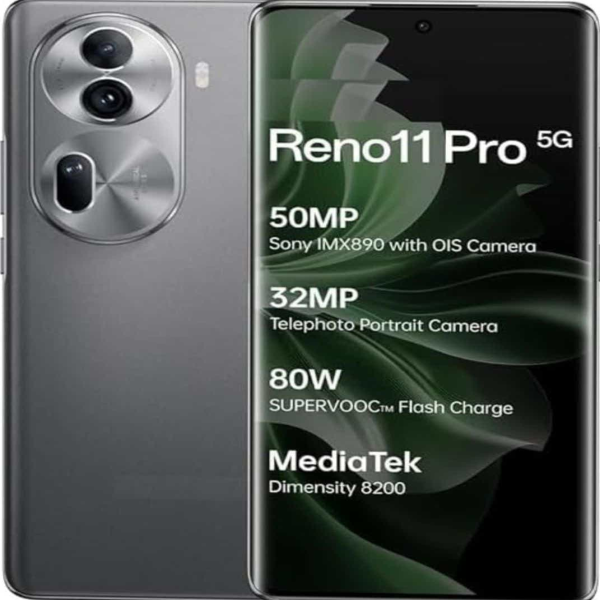 Reno11 Pro 5G
50MP
Sony IMX890 with OIS Camera
32MP
Telephoto Portrait Camera
80W
SUPERVOOC™ Flash Charge
MediaTek
Dimensity 8200